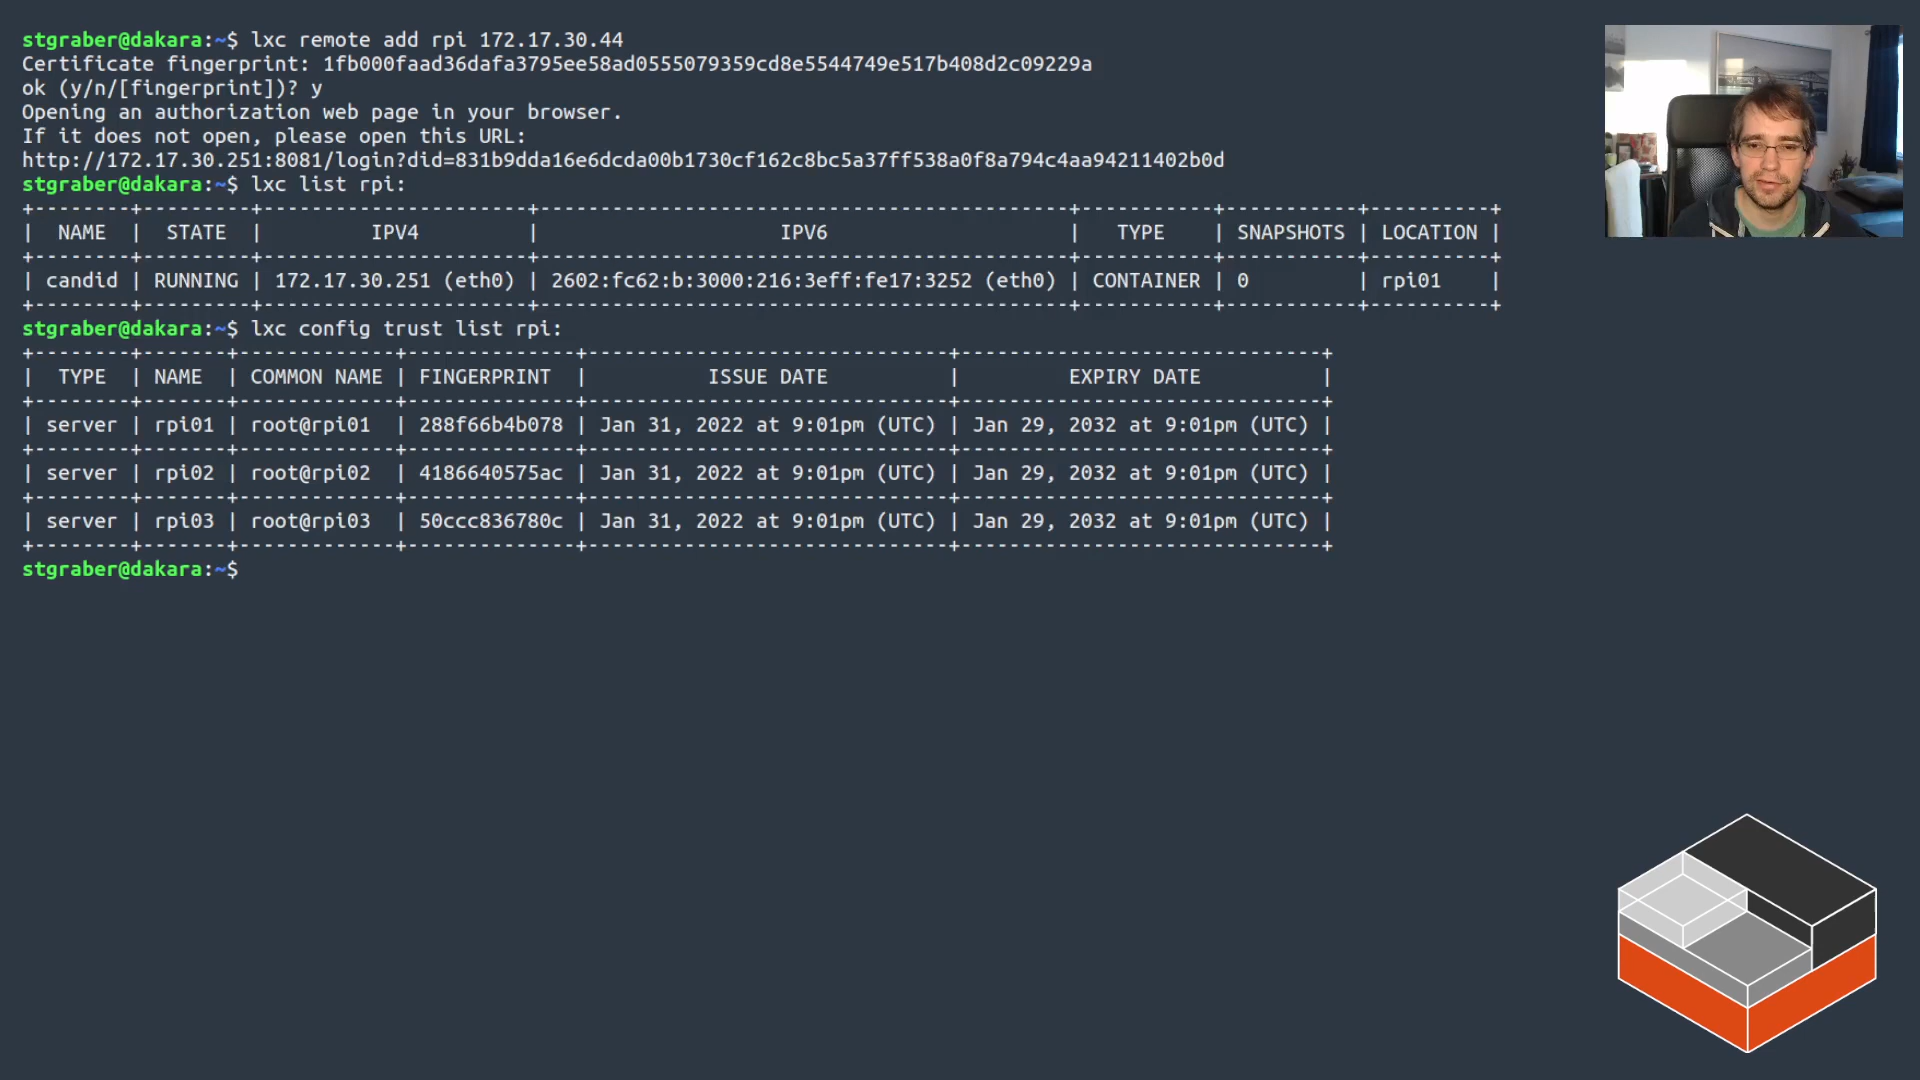 stgraber@dakara:~$ lxc remote add rpi 172.17.30.44
Certificate fingerprint: 1fb000faad36dafa3795ee58ad0555079359cd8e5544749e517b408d2c09229a
ok (y/n/[fingerprint])? y
Opening an authorization web page in your browser.
If it does not open, please open this URL:
http://172.17.30.251:8081/login?did=831b9dda16e6dcda00b1730cf162c8bc5a37ff538a0f8a794c4aa94211402b0d
stgraber@dakara:~$ lxc list rpi:
+--------+---------+----------------------+--------------------------------------------+-----------+-----------+----------+
|  NAME  |  STATE  |         IPV4         |                    IPV6                    |   TYPE    | SNAPSHOTS | LOCATION |
+--------+---------+----------------------+--------------------------------------------+-----------+-----------+----------+
| candid | RUNNING | 172.17.30.251 (eth0) | 2602:fc62:b:3000:216:3eff:fe17:3252 (eth0) | CONTAINER | 0         | rpi01    |
+--------+---------+----------------------+--------------------------------------------+-----------+-----------+----------+
stgraber@dakara:~$ lxc config trust list rpi:
+--------+-------+-------------+--------------+------------------------------+------------------------------+
|  TYPE  | NAME  | COMMON NAME | FINGERPRINT  |          ISSUE DATE          |         EXPIRY DATE          |
+--------+-------+-------------+--------------+------------------------------+------------------------------+
| server | rpi01 | root@rpi01  | 288f66b4b078 | Jan 31, 2022 at 9:01pm (UTC) | Jan 29, 2032 at 9:01pm (UTC) |
+--------+-------+-------------+--------------+------------------------------+------------------------------+
| server | rpi02 | root@rpi02  | 4186640575ac | Jan 31, 2022 at 9:01pm (UTC) | Jan 29, 2032 at 9:01pm (UTC) |
+--------+-------+-------------+--------------+------------------------------+------------------------------+
| server | rpi03 | root@rpi03  | 50ccc836780c | Jan 31, 2022 at 9:01pm (UTC) | Jan 29, 2032 at 9:01pm (UTC) |
+--------+-------+-------------+--------------+------------------------------+------------------------------+
stgraber@dakara:~$